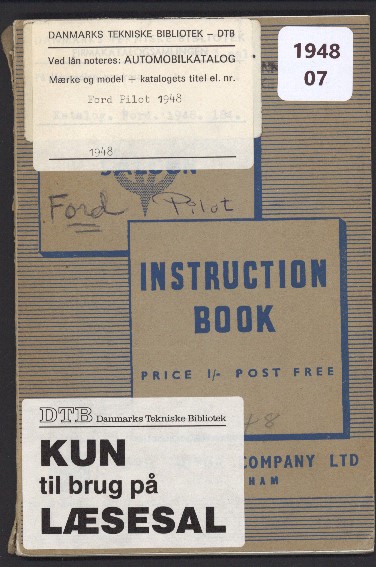 DANMARKS TEKNISKE BIBLIOTEK – DTB
Ved lån noteres: AUTOMOBILKATALOG
Mærke og model + katalogets titel el. nr.
Ford Pilot 1948
1948
1948
07
SALOON
Ford Pilot
INSTRUCTION
BOOK
PRICE 1/- POST FREE
48
DTB Danmarks Tekniske Bibliotek
KUN
til brug på
LÆSESAL
COMPANY LTD
HAM